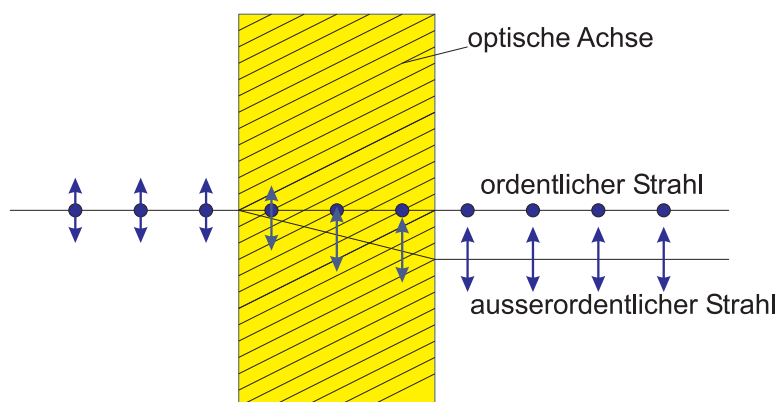 optische Achse
ordentlicher Strahl
ausserordentlicher Strahl